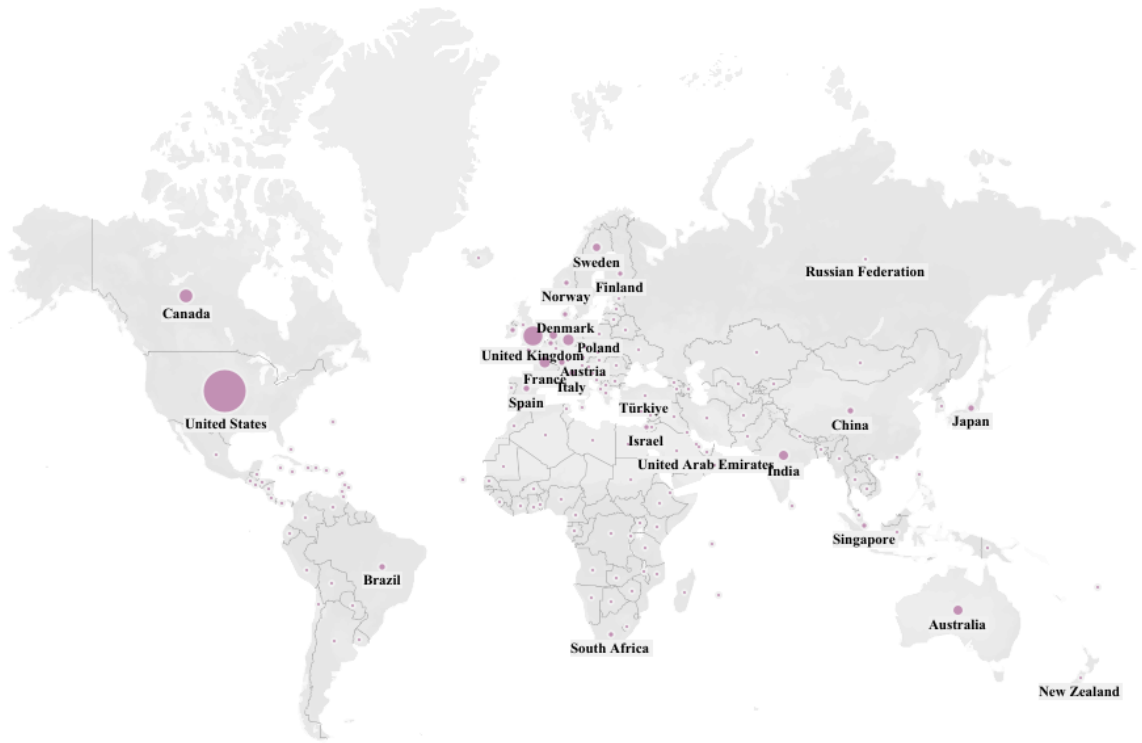 Sweden
Russian Federation
Finland
Norway
Canada
Denmark
Poland
United Kingdom
Austria
France
Italy
Spain
Türkiye
United States
China
Japan
Israel
United Arab Emirates
India
Singapore
Brazil
Australia
South Africa
New Zealand